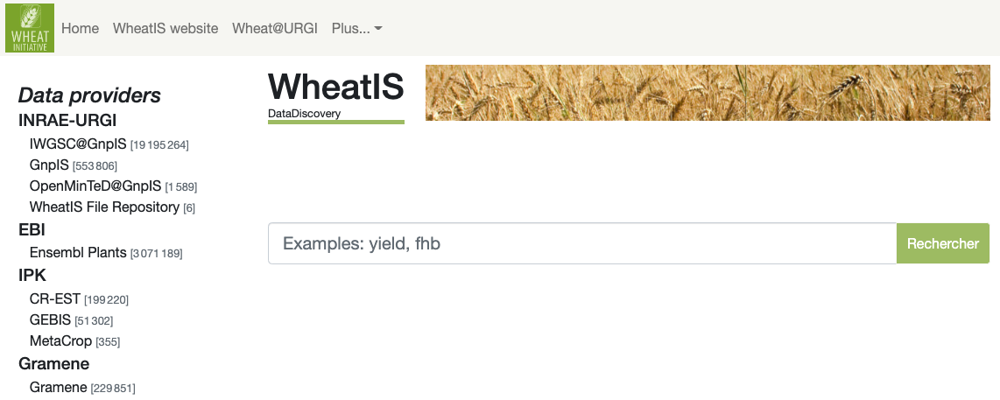 WHEAT
INITIATIVE
Home WheatIS website Wheat@URGI Plus...
Data providers
INRAE-URGI
IWGSC@GnpIS [19 195 264]
GnpIS [553 806]
OpenMinTeD@GnpIS [1 589]
WheatIS File Repository [6]
EBI
Ensembl Plants [3 071 189]
IPK
CR-EST [199 220]
GEBIS [51 302]
MetaCrop [355]
Gramene
Gramene [229 851]
WheatIS
DataDiscovery
Examples: yield, fhb
Rechercher